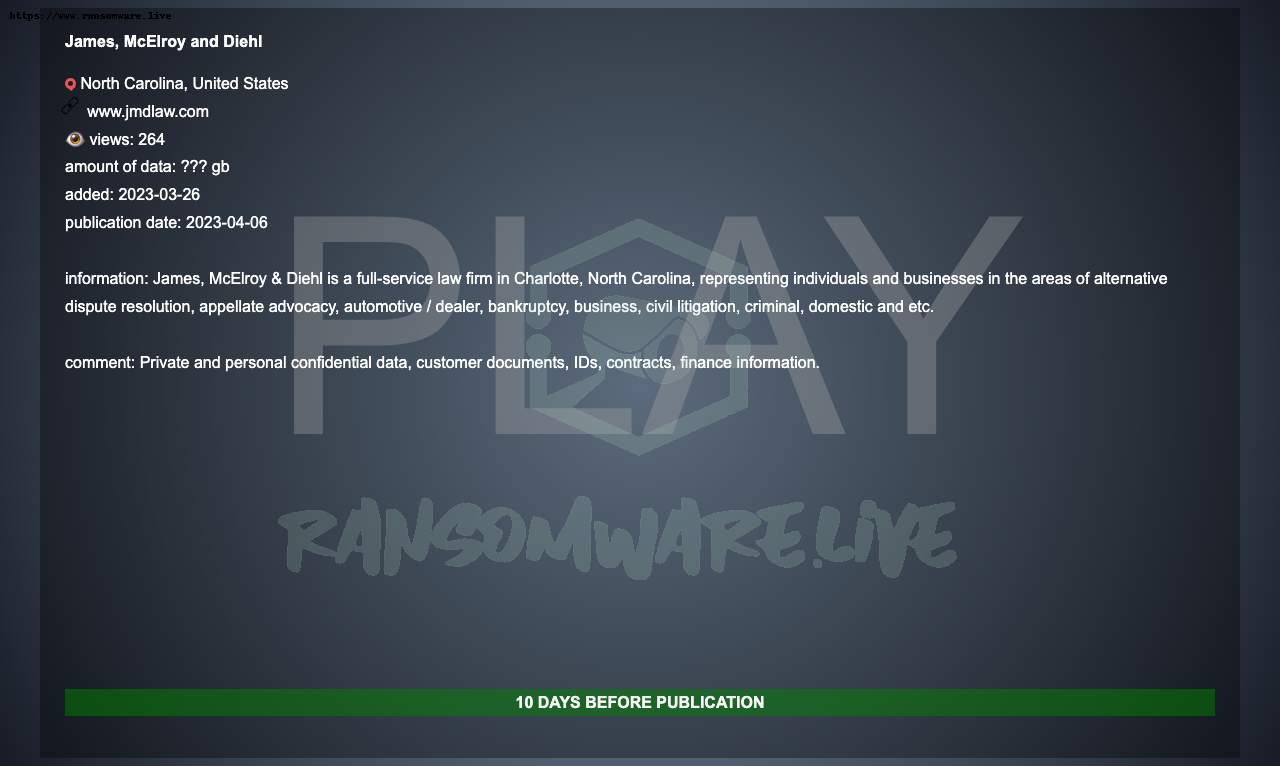 https://www.ransomware.live
James, McElroy and Diehl
North Carolina, United States
www.jmdlaw.com
views: 264
amount of data: ??? gb
added: 2023-03-26
publication date: 2023-04-06
PLAY
information: James, McElroy & Diehl is a full-service law firm in Charlotte, North Carolina, representing individuals and businesses in the areas of alternative
dispute resolution, appellate advocacy, automotive / dealer, bankruptcy, business, civil litigation, criminal, domestic and etc.
comment: Private and personal confidential data, customer documents, IDs, contracts, finance information.
RANSOMWARE.LIVE
10 DAYS BEFORE PUBLICATION